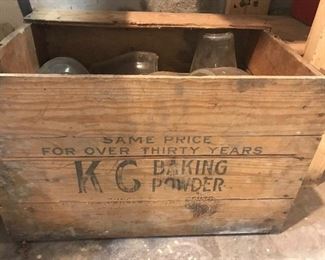 SAME PRICE
FOR OVER THIRTY YEARS
KC BAKING
POWDER